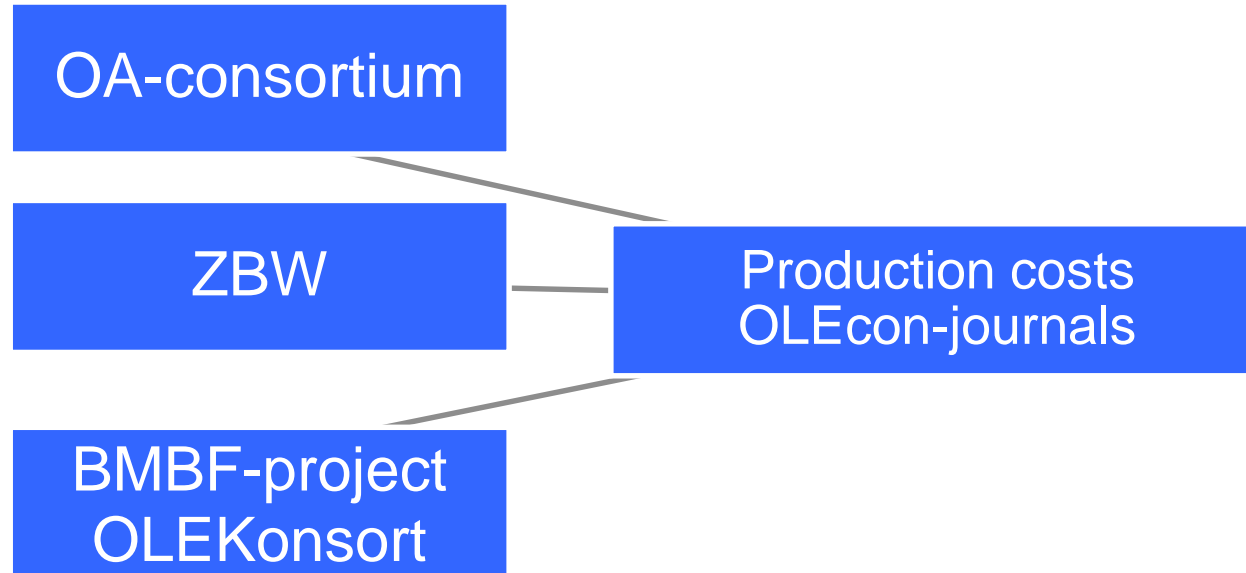 OA-consortium
ZBW
Production costs
OLEcon-journals
BMBF-project
OLEKonsort